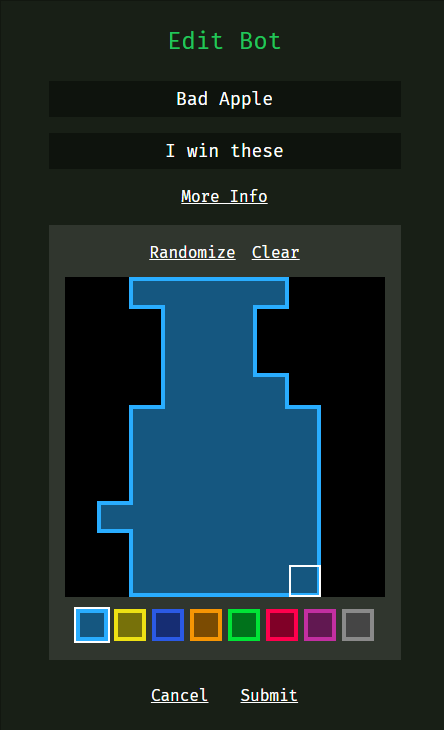 Edit Bot
Bad Apple
I win these
More Info
Randomize Clear
Cancel Submit